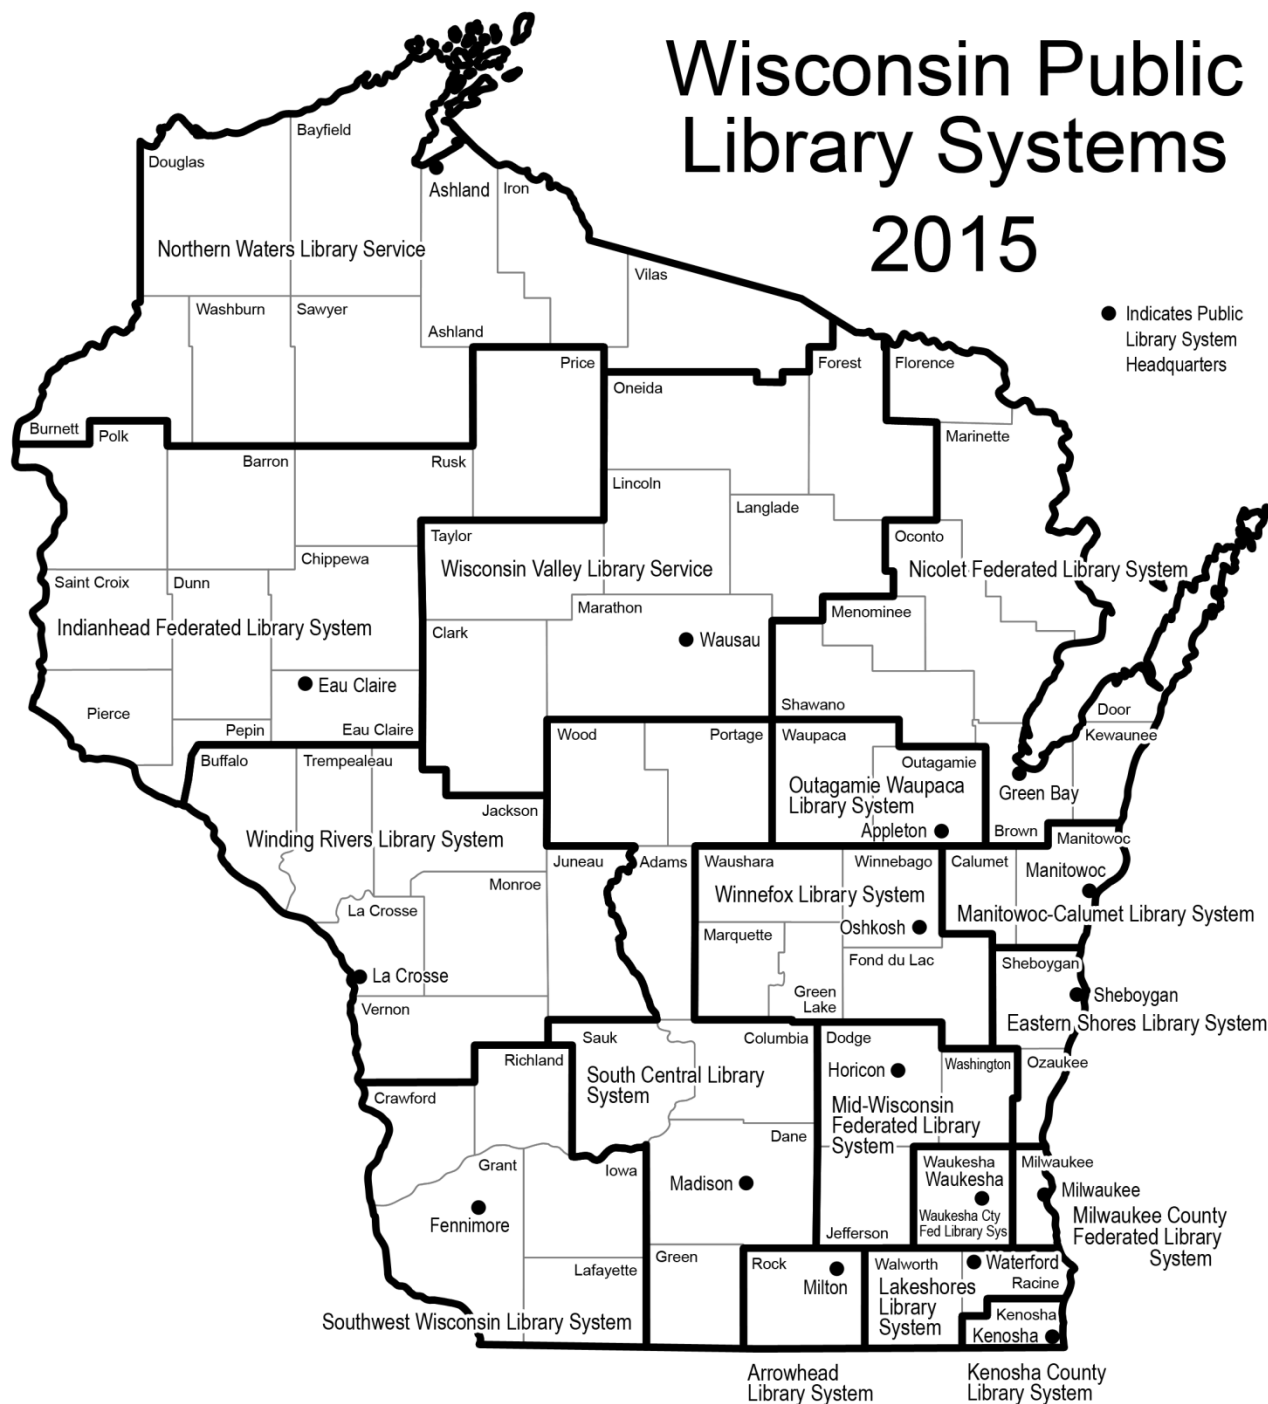 Wisconsin Public
Library Systems
2015
Indicates Public
Library System
Headquarters
Bayfield
Douglas
Ashland
Iron
Northern Waters Library Service
Vilas
Washburn
Sawyer
Ashland
Price
Forest
Florence
Oneida
Burnett
Polk
Marinette
Barron
Rusk
Lincoln
Langlade
Taylor
Oconto
Chippewa
Wisconsin Valley Library Service
Nicolet Federated Library System
Saint Croix
Dunn
Marathon
Menominee
Indianhead Federated Library System
Clark
Wausau
Eau Claire
Shawano
Door
Pierce
Pepin
Eau Claire
Wood
Portage
Waupaca
Kewaunee
Buffalo
Trempealeau
Outagamie
Outagamie Waupaca
Library System
Green Bay
Jackson
Appleton
Brown
Manitowoc
Winding Rivers Library System
Juneau
Adams
Waushara
Winnebago
Calumet
Manitowoc
Monroe
Winnefox Library System
La Crosse
Manitowoc-Calumet Library System
Marquette
Oshkosh
Fond du Lac
Sheboygan
La Crosse
Green
Lake
Sheboygan
Vernon
Eastern Shores Library System
Sauk
Columbia
Dodge
Richland
Washington
Ozaukee
Horicon
South Central Library
System
Crawford
Mid-Wisconsin
Federated Library
System
Dane
Grant
Iowa
Waukesha
Milwaukee
Madison
Waukesha
Milwaukee
Fennimore
Waukesha Cty
Fed Library Sys
Milwaukee County
Federated Library
System
Jefferson
Green
Rock
Walworth
Waterford
Lafayette
Milton
Lakeshores
Library
System
Racine
Southwest Wisconsin Library System
Kenosha
Kenosha
Arrowhead
Library System
Kenosha County
Library System